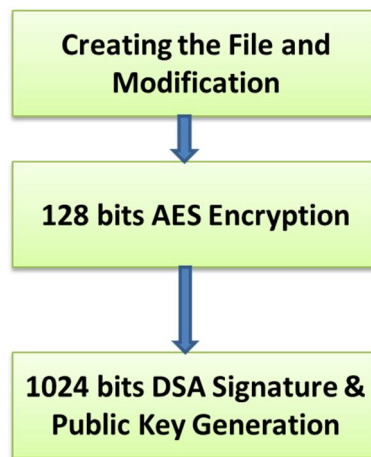 Creating the File and
Modification
128 bits AES Encryption
1024 bits DSA Signature &
Public Key Generation